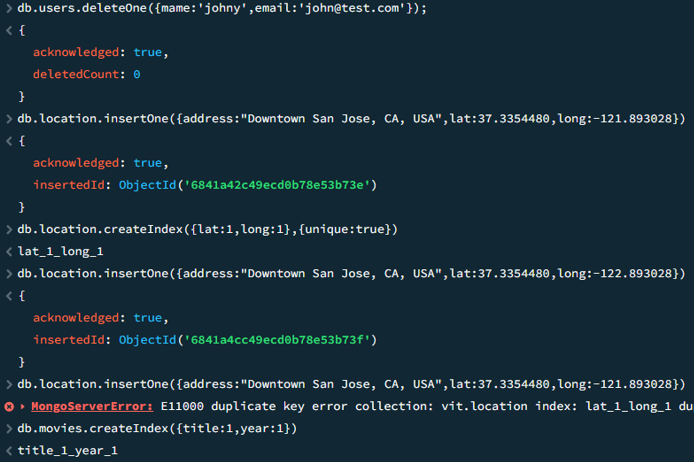 > db.users.deleteOne({mame:'johny',email:'john@test.com'});
< {
acknowledged: true,
deletedCount: 0
}
> db.location.insertOne({address:"Downtown San Jose, CA, USA",lat:37.3354480,long:-121.893028})
< {
acknowledged: true,
insertedId: ObjectId('6841a42c49ecd0b78e53b73e')
}
> db.location.createIndex({lat:1,long:1},{unique:true})
< lat_1_long_1
> db.location.insertOne({address:"Downtown San Jose, CA, USA",lat:37.3354480,long:-122.893028})
< {
acknowledged: true,
insertedId: ObjectId('6841a4cc49ecd0b78e53b73f')
}
> db.location.insertOne({address:"Downtown San Jose, CA, USA",lat:37.3354480,long:-121.893028})
MongoServerError: E11000 duplicate key error collection: vit.location index: lat_1_long_1 du
> db.movies.createIndex({title:1,year:1})
< title_1_year_1